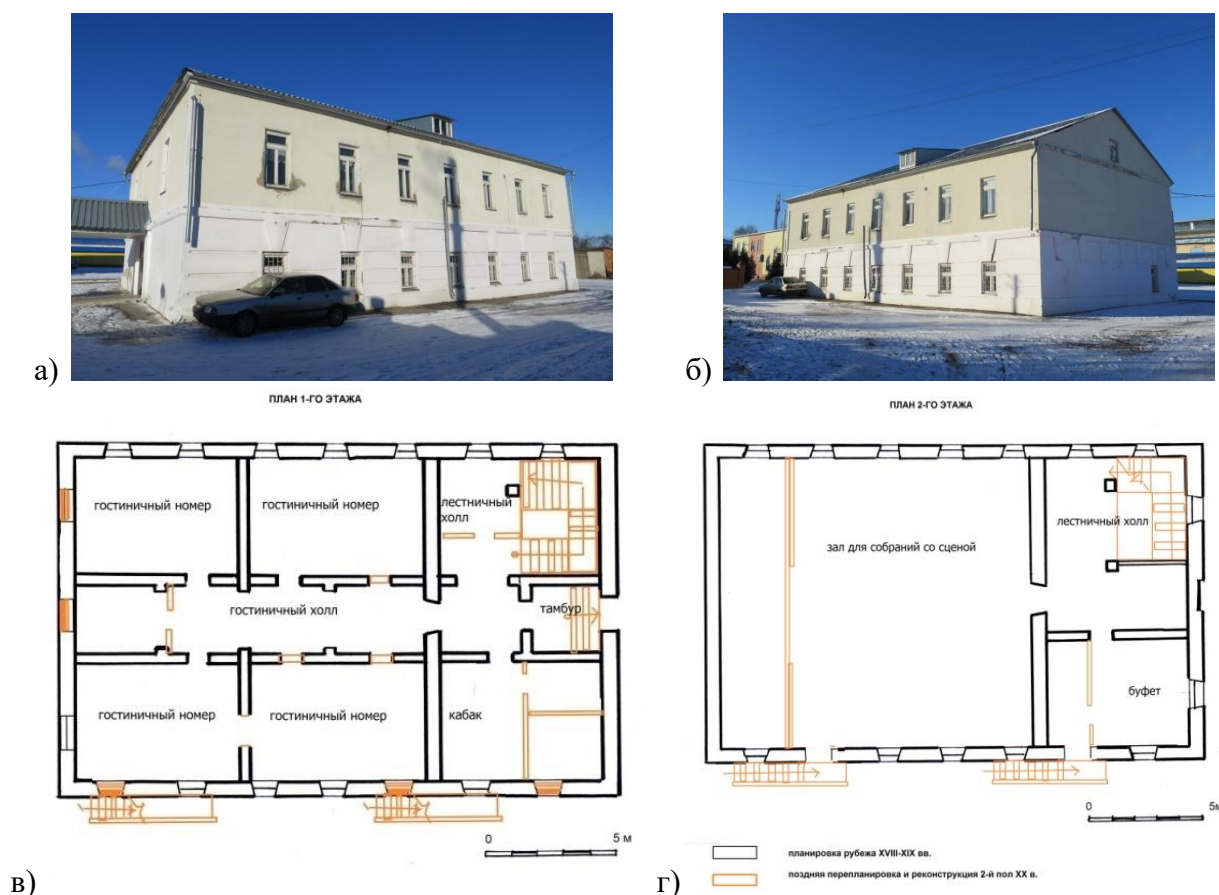 а)
б)
ПЛАН 1-ГО ЭТАЖА
гостиничный номер
гостиничный номер
лестничный
холл
гостиничный холл
тамбур
гостиничный номер
гостиничный номер
кабак
0 5 м
в)
ПЛАН 2-ГО ЭТАЖА
зал для собраний со сценой
лестничный холл
буфет
0 5м
планировка рубежа XVIII-XIX вв.
поздняя перепланировка и реконструкция 2-й пол XX в.
г)